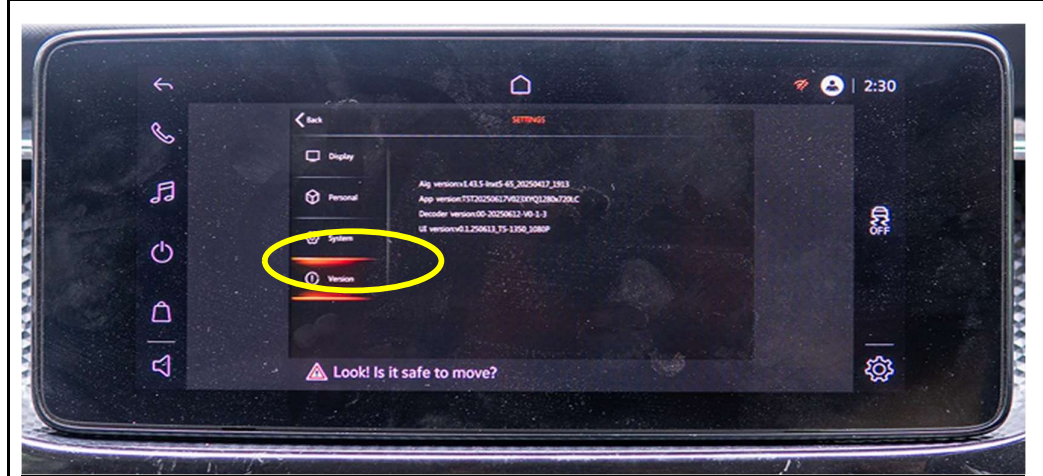 2:30
Back
SETTINGS
Display
Personal
System
Version
Alg version:v1.43.5-Inxt5-65_20250417_1913
App version:TST20250617V023XYQ1280x720LC
Decoder version:00-20250612-V0-1-3
UI version:v0.1.250613_TS-1350_1080P
OFF
Look! Is it safe to move?